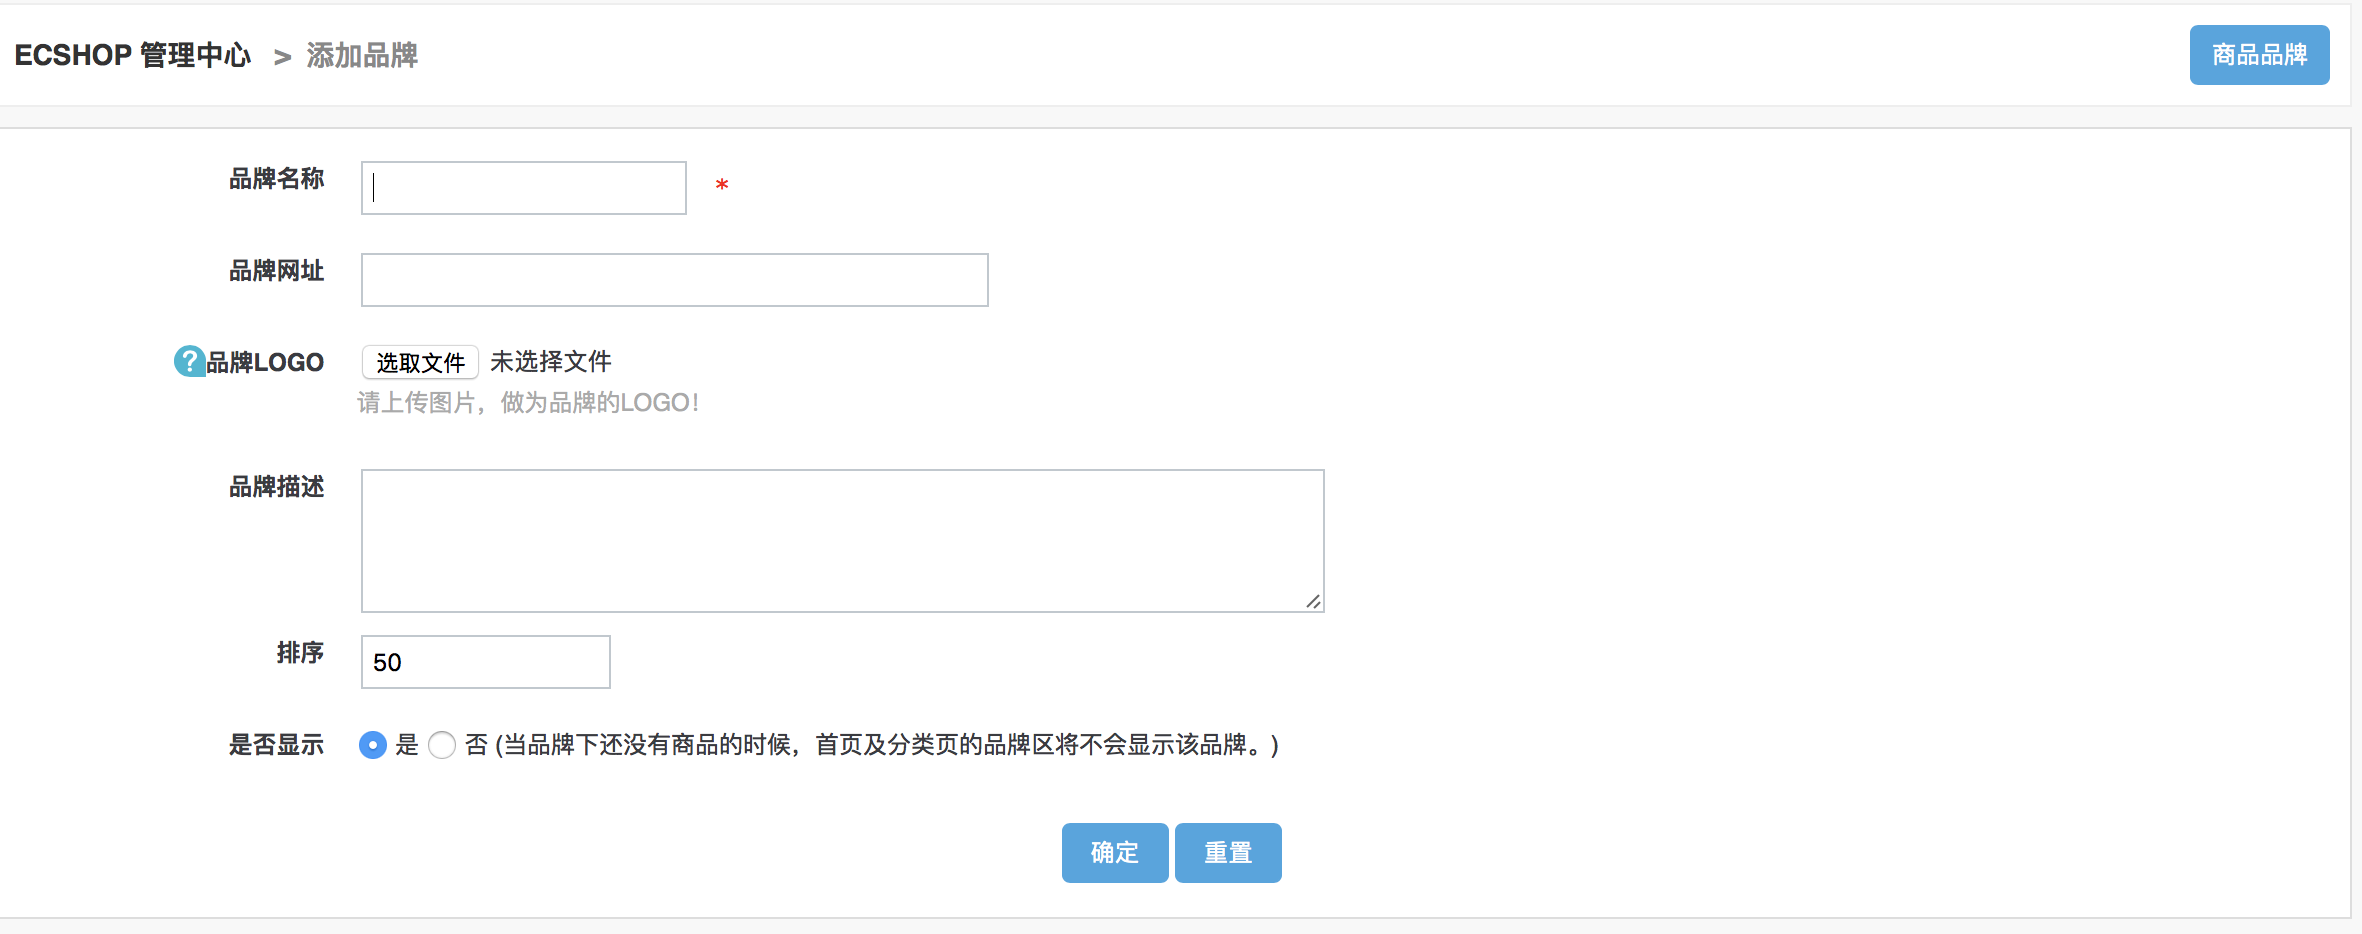 ECSHOP 管理中心 > 添加品牌
商品品牌
品牌名称 *
品牌网址
?品牌LOGO 选取文件 未选择文件
请上传图片，做为品牌的LOGO！
品牌描述
排序 50
是否显示 是 否 (当品牌下还没有商品的时候，首页及分类页的品牌区将不会显示该品牌。)
确定 重置